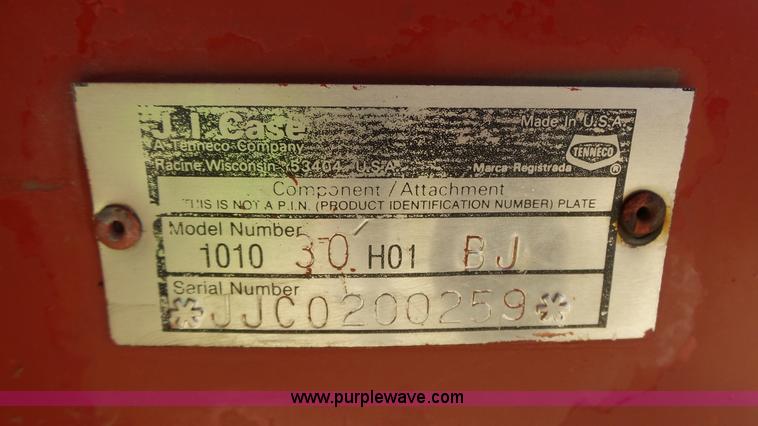 J I Case
Made In U.S.A.
A Tenneco Company
TENNECO
Racine, Wisconsin 53404 U.S.A.
Marca Registrada ®
Component / Attachment
THIS IS NOT A P.I.N. (PRODUCT IDENTIFICATION NUMBER) PLATE
Model Number
1010 30 H01 BJ
Serial Number
*JJC0200259*
www.purplewave.com